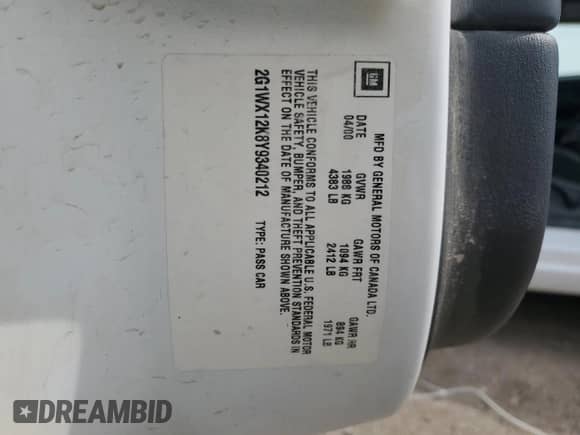 GM
MFD BY GENERAL MOTORS OF CANADA LTD.
DATE GVWR GAWR FRT GAWR RR
04/00 1988 KG 1094 KG 894 KG
4383 LB 2412 LB 1971 LB
THIS VEHICLE CONFORMS TO ALL APPLICABLE U.S. FEDERAL MOTOR
VEHICLE SAFETY, BUMPER, AND THEFT PREVENTION STANDARDS IN
EFFECT ON THE DATE OF MANUFACTURE SHOWN ABOVE.
2G1WX12K8Y9340212 TYPE: PASS CAR
DREAMBID